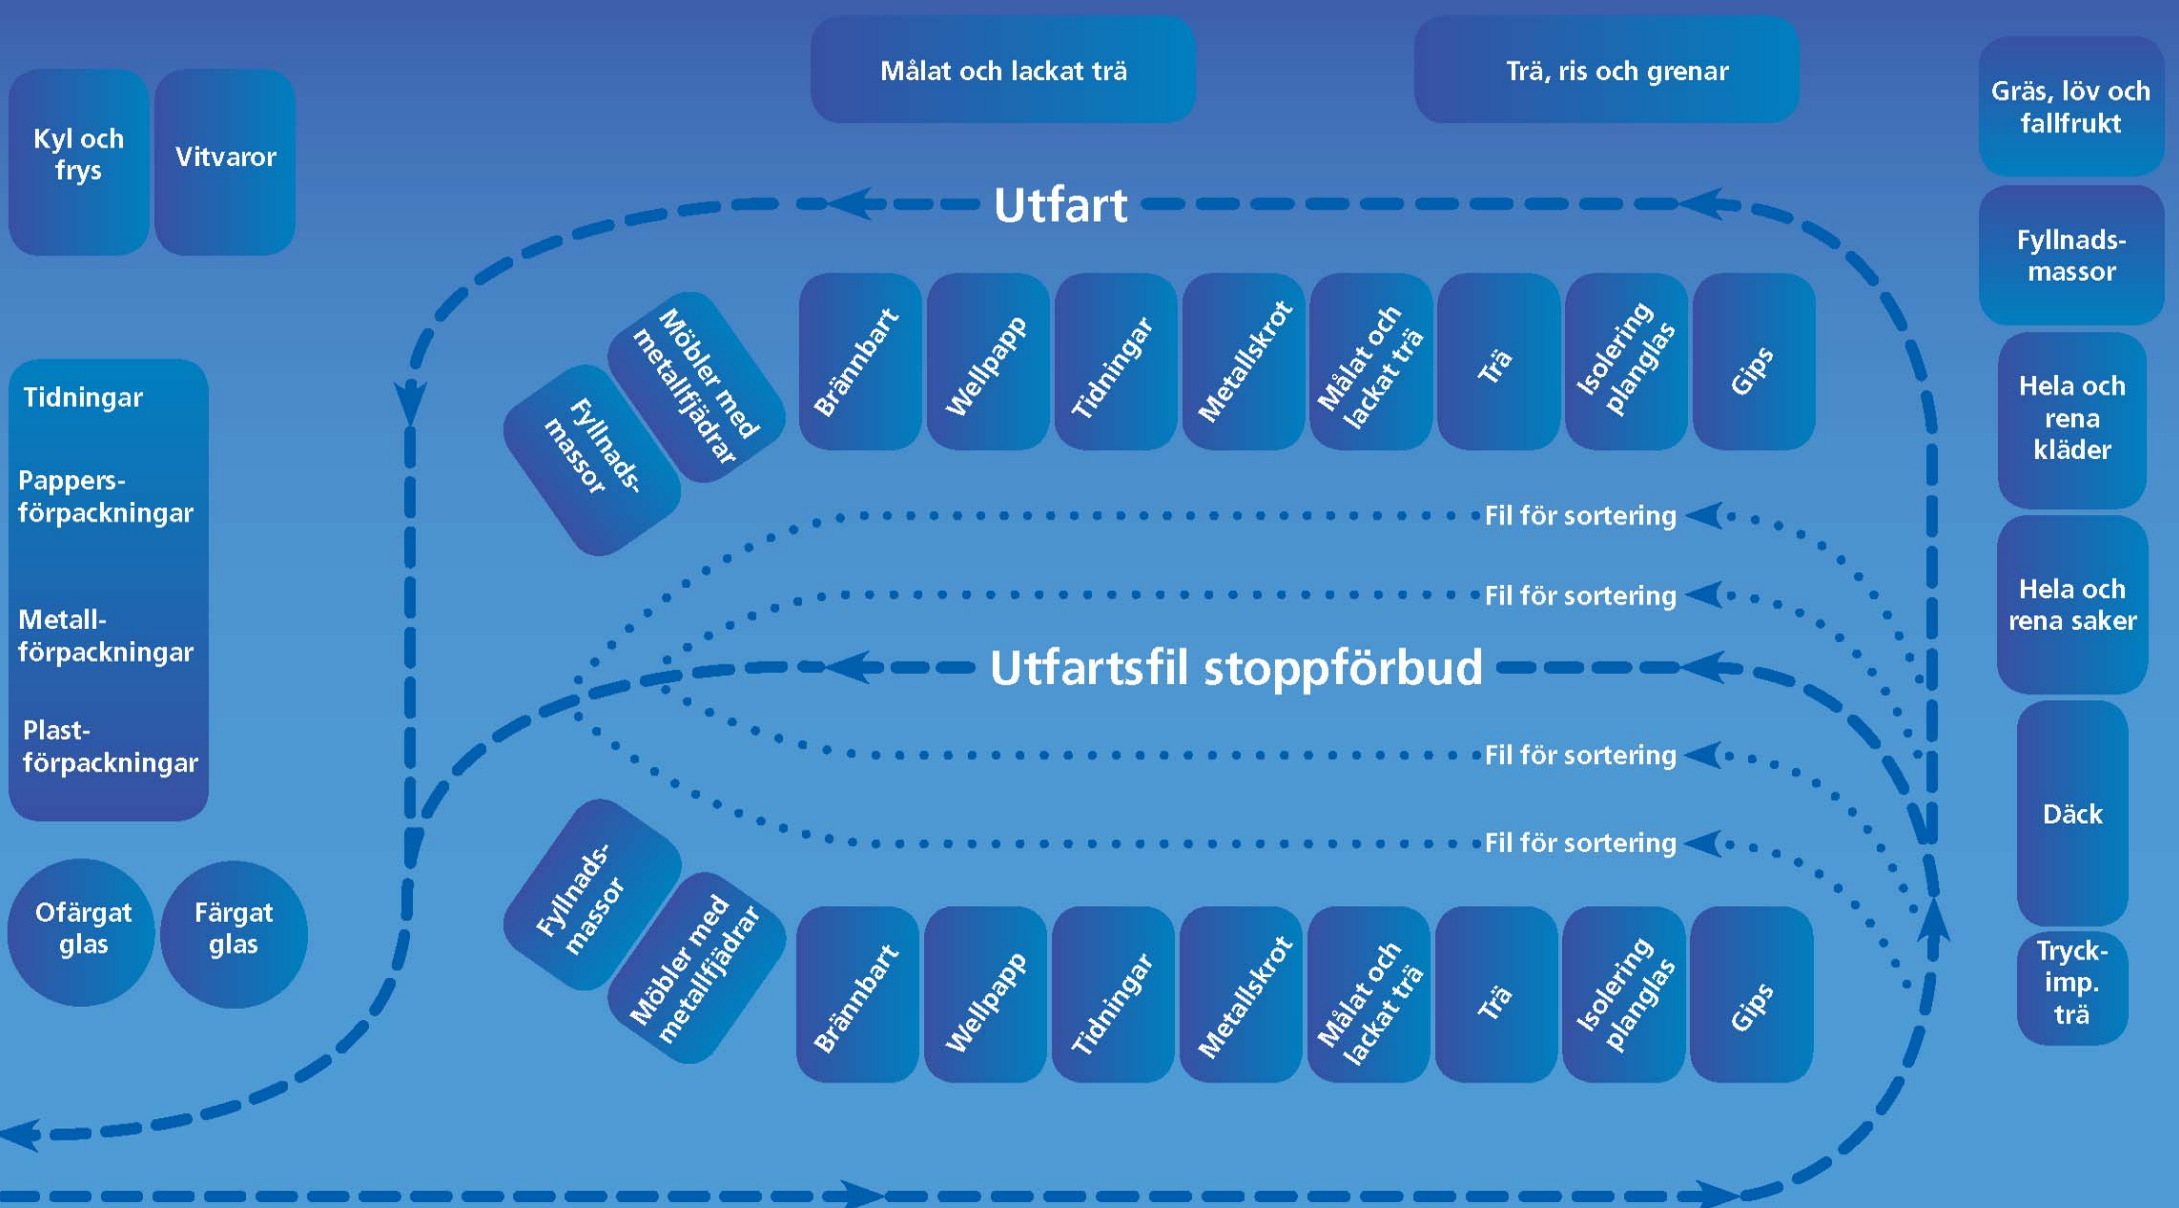 Målat och lackat trä
Trä, ris och grenar
Gräs, löv och
fallfrukt
Kyl och
frys
Vitvaror
Utfart
Fyllnads-
massor
Möbler med
metallfjädrar
Fyllnads-
massor
Brännbart
Wellpapp
Tidningar
Metallskrot
Målat och
lackat trä
Trä
Isolering
planglas
Gips
Hela och
rena
kläder
Tidningar
Pappers-
förpackningar
Metall-
förpackningar
Plast-
förpackningar
Fil för sortering
Fil för sortering
Utfartsfil stoppförbud
Fil för sortering
Fil för sortering
Hela och
rena saker
Däck
Tryck-
imp.
trä
Ofärgat
glas
Färgat
glas
Fyllnads-
massor
Möbler med
metallfjädrar
Brännbart
Wellpapp
Tidningar
Metallskrot
Målat och
lackat trä
Trä
Isolering
planglas
Gips